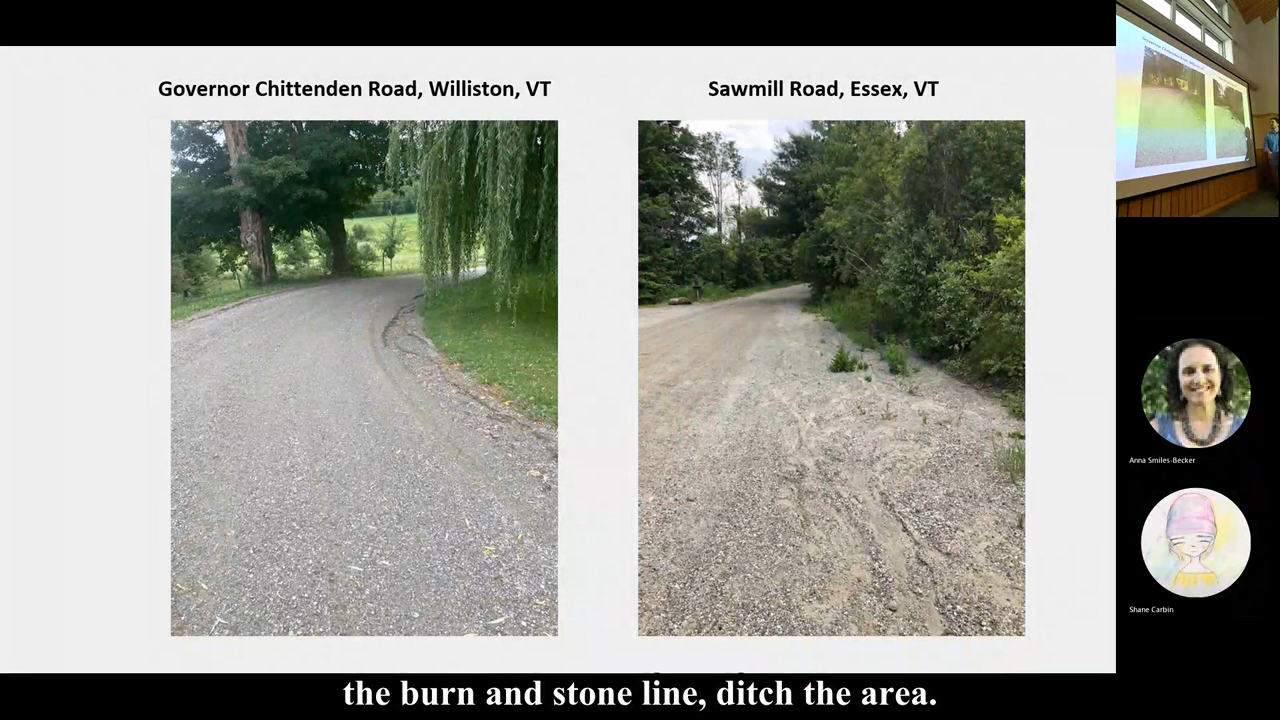 Governor Chittenden Road, Williston, VT
Sawmill Road, Essex, VT
Anna Smiles-Becker
Shane Carbin
the burn and stone line, ditch the area.